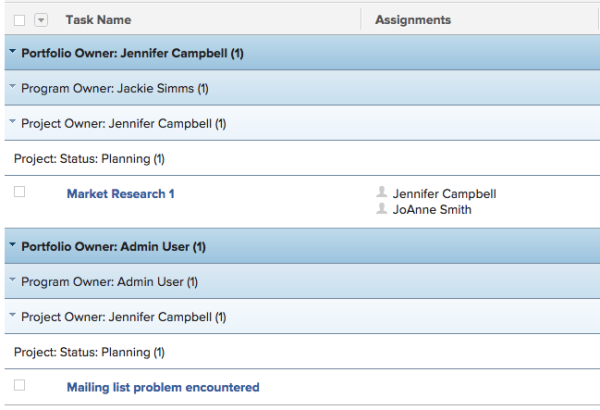 Task Name Assignments
Portfolio Owner: Jennifer Campbell (1)
Program Owner: Jackie Simms (1)
Project Owner: Jennifer Campbell (1)
Project: Status: Planning (1)
Market Research 1 Jennifer Campbell
JoAnne Smith
Portfolio Owner: Admin User (1)
Program Owner: Admin User (1)
Project Owner: Jennifer Campbell (1)
Project: Status: Planning (1)
Mailing list problem encountered